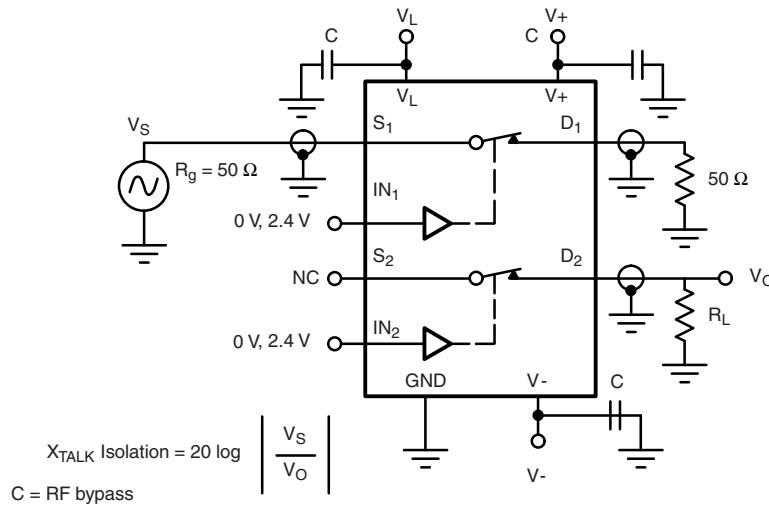 V_L
V+
C
C
V_L
V+
V_S
S_1
D_1
R_g = 50 Ω
50 Ω
IN_1
0 V, 2.4 V
S_2
D_2
NC
V_O
R_L
IN_2
0 V, 2.4 V
GND
V-
C
X_TALK Isolation = 20 log | V_S / V_O |
V-
C = RF bypass